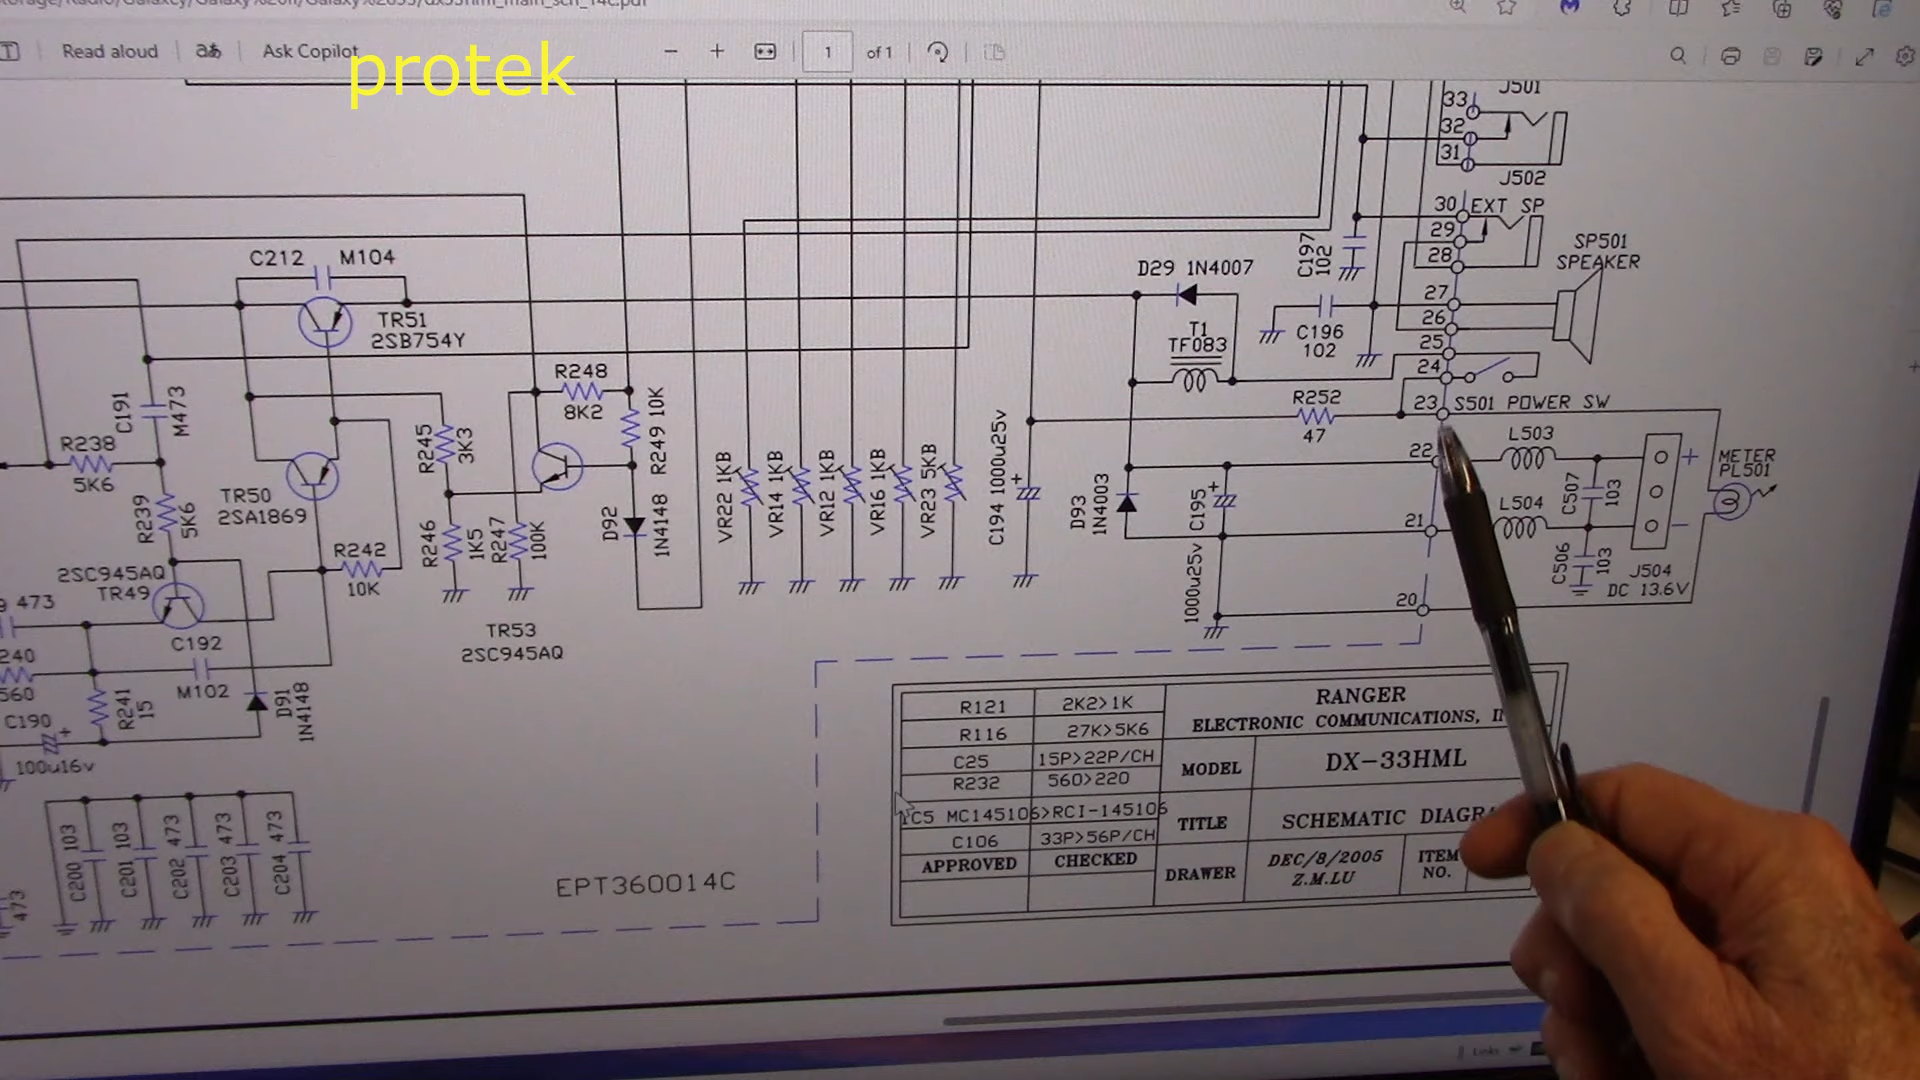 Read aloud
Ask Copilot
1
of 1
protek
33
J501
32
31
J502
30
EXT SP
29
28
SP501
SPEAKER
27
26
25
24
23
S501 POWER SW
22
21
20
C197
102
D29 1N4007
T1
TF083
C196
102
R252
47
L503
L504
C507
103
C506
103
METER
PL501
J504
DC 13.6V
+
−
C212
M104
TR51
2SB754Y
R248
8K2
R249 10K
C191
M473
R238
5K6
R239
5K6
R245
3K3
TR50
2SA1869
R246
1K5
R247
100K
D92
1N4148
VR22 1KB
VR14 1KB
VR12 1KB
VR16 1KB
VR23 5KB
C194 1000u25v
+
D93
1N4003
C195
+
1000u25v
2SC945AQ
TR49
R242
10K
473
TR53
2SC945AQ
C192
M102
240
560
R241
15
D91
1N4148
C190
+
100u16v
C200 103
C201 103
C202 473
C203 473
C204 473
473
EPT360014C
R121 2K2>1K
R116 27K>5K6
C25 15P>22P/CH
R232 560>220
C5 MC145106>RCI-145106
C106 33P>56P/CH
APPROVED CHECKED
RANGER
ELECTRONIC COMMUNICATIONS,
MODEL DX-33HML
TITLE SCHEMATIC DIAGR
DRAWER DEC/8/2005
Z.M.LU
ITEM
NO.
Links